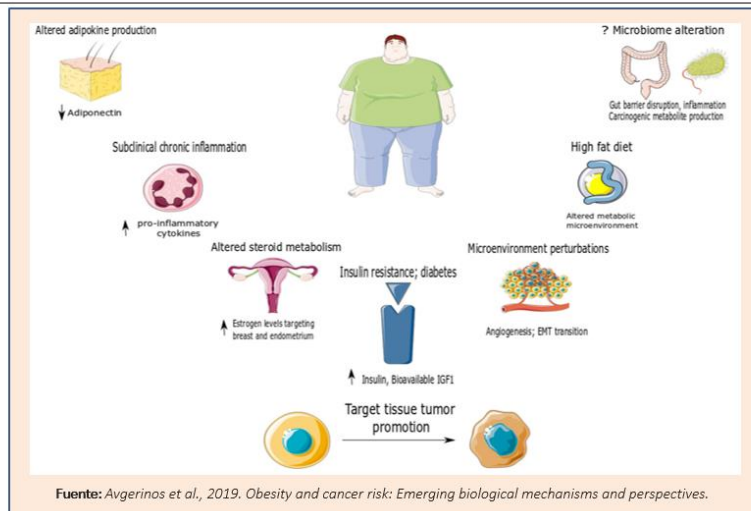 Altered adipokine production
Adiponectin
? Microbiome alteration
Gut barrier disruption, inflammation
Carcinogenic metabolite production
Subclinical chronic inflammation
pro-inflammatory
cytokines
High fat diet
Altered metabolic
microenvironment
Altered steroid metabolism
Estrogen levels targeting
breast and endometrium
Insulin resistance; diabetes
Insulin, Bioavailable IGF1
Microenvironment perturbations
Angiogenesis; EMT transition
Target tissue tumor
promotion
Fuente: Avgerinos et al., 2019. Obesity and cancer risk: Emerging biological mechanisms and perspectives.